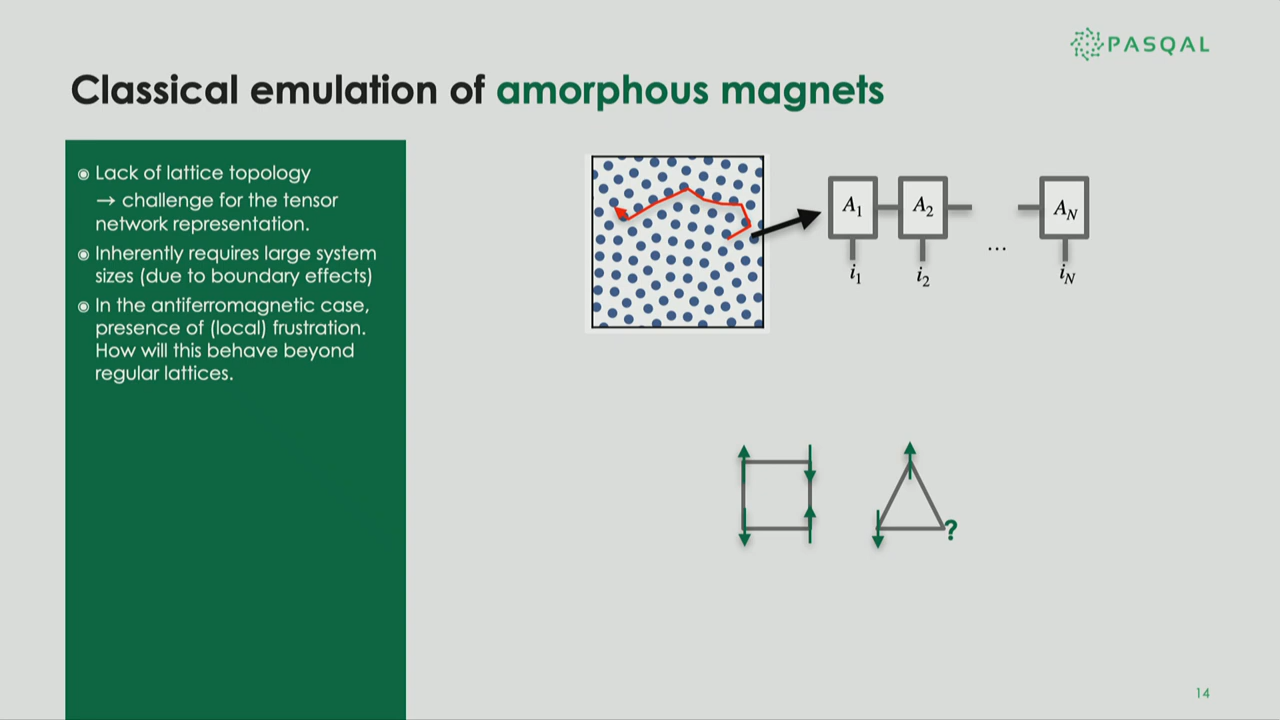 PASQAL
Classical emulation of amorphous magnets
◉ Lack of lattice topology
→ challenge for the tensor
network representation.
◉ Inherently requires large system
sizes (due to boundary effects)
◉ In the antiferromagnetic case,
presence of (local) frustration.
How will this behave beyond
regular lattices.
A₁ A₂ A_N
...
i₁ i₂ i_N
?
14